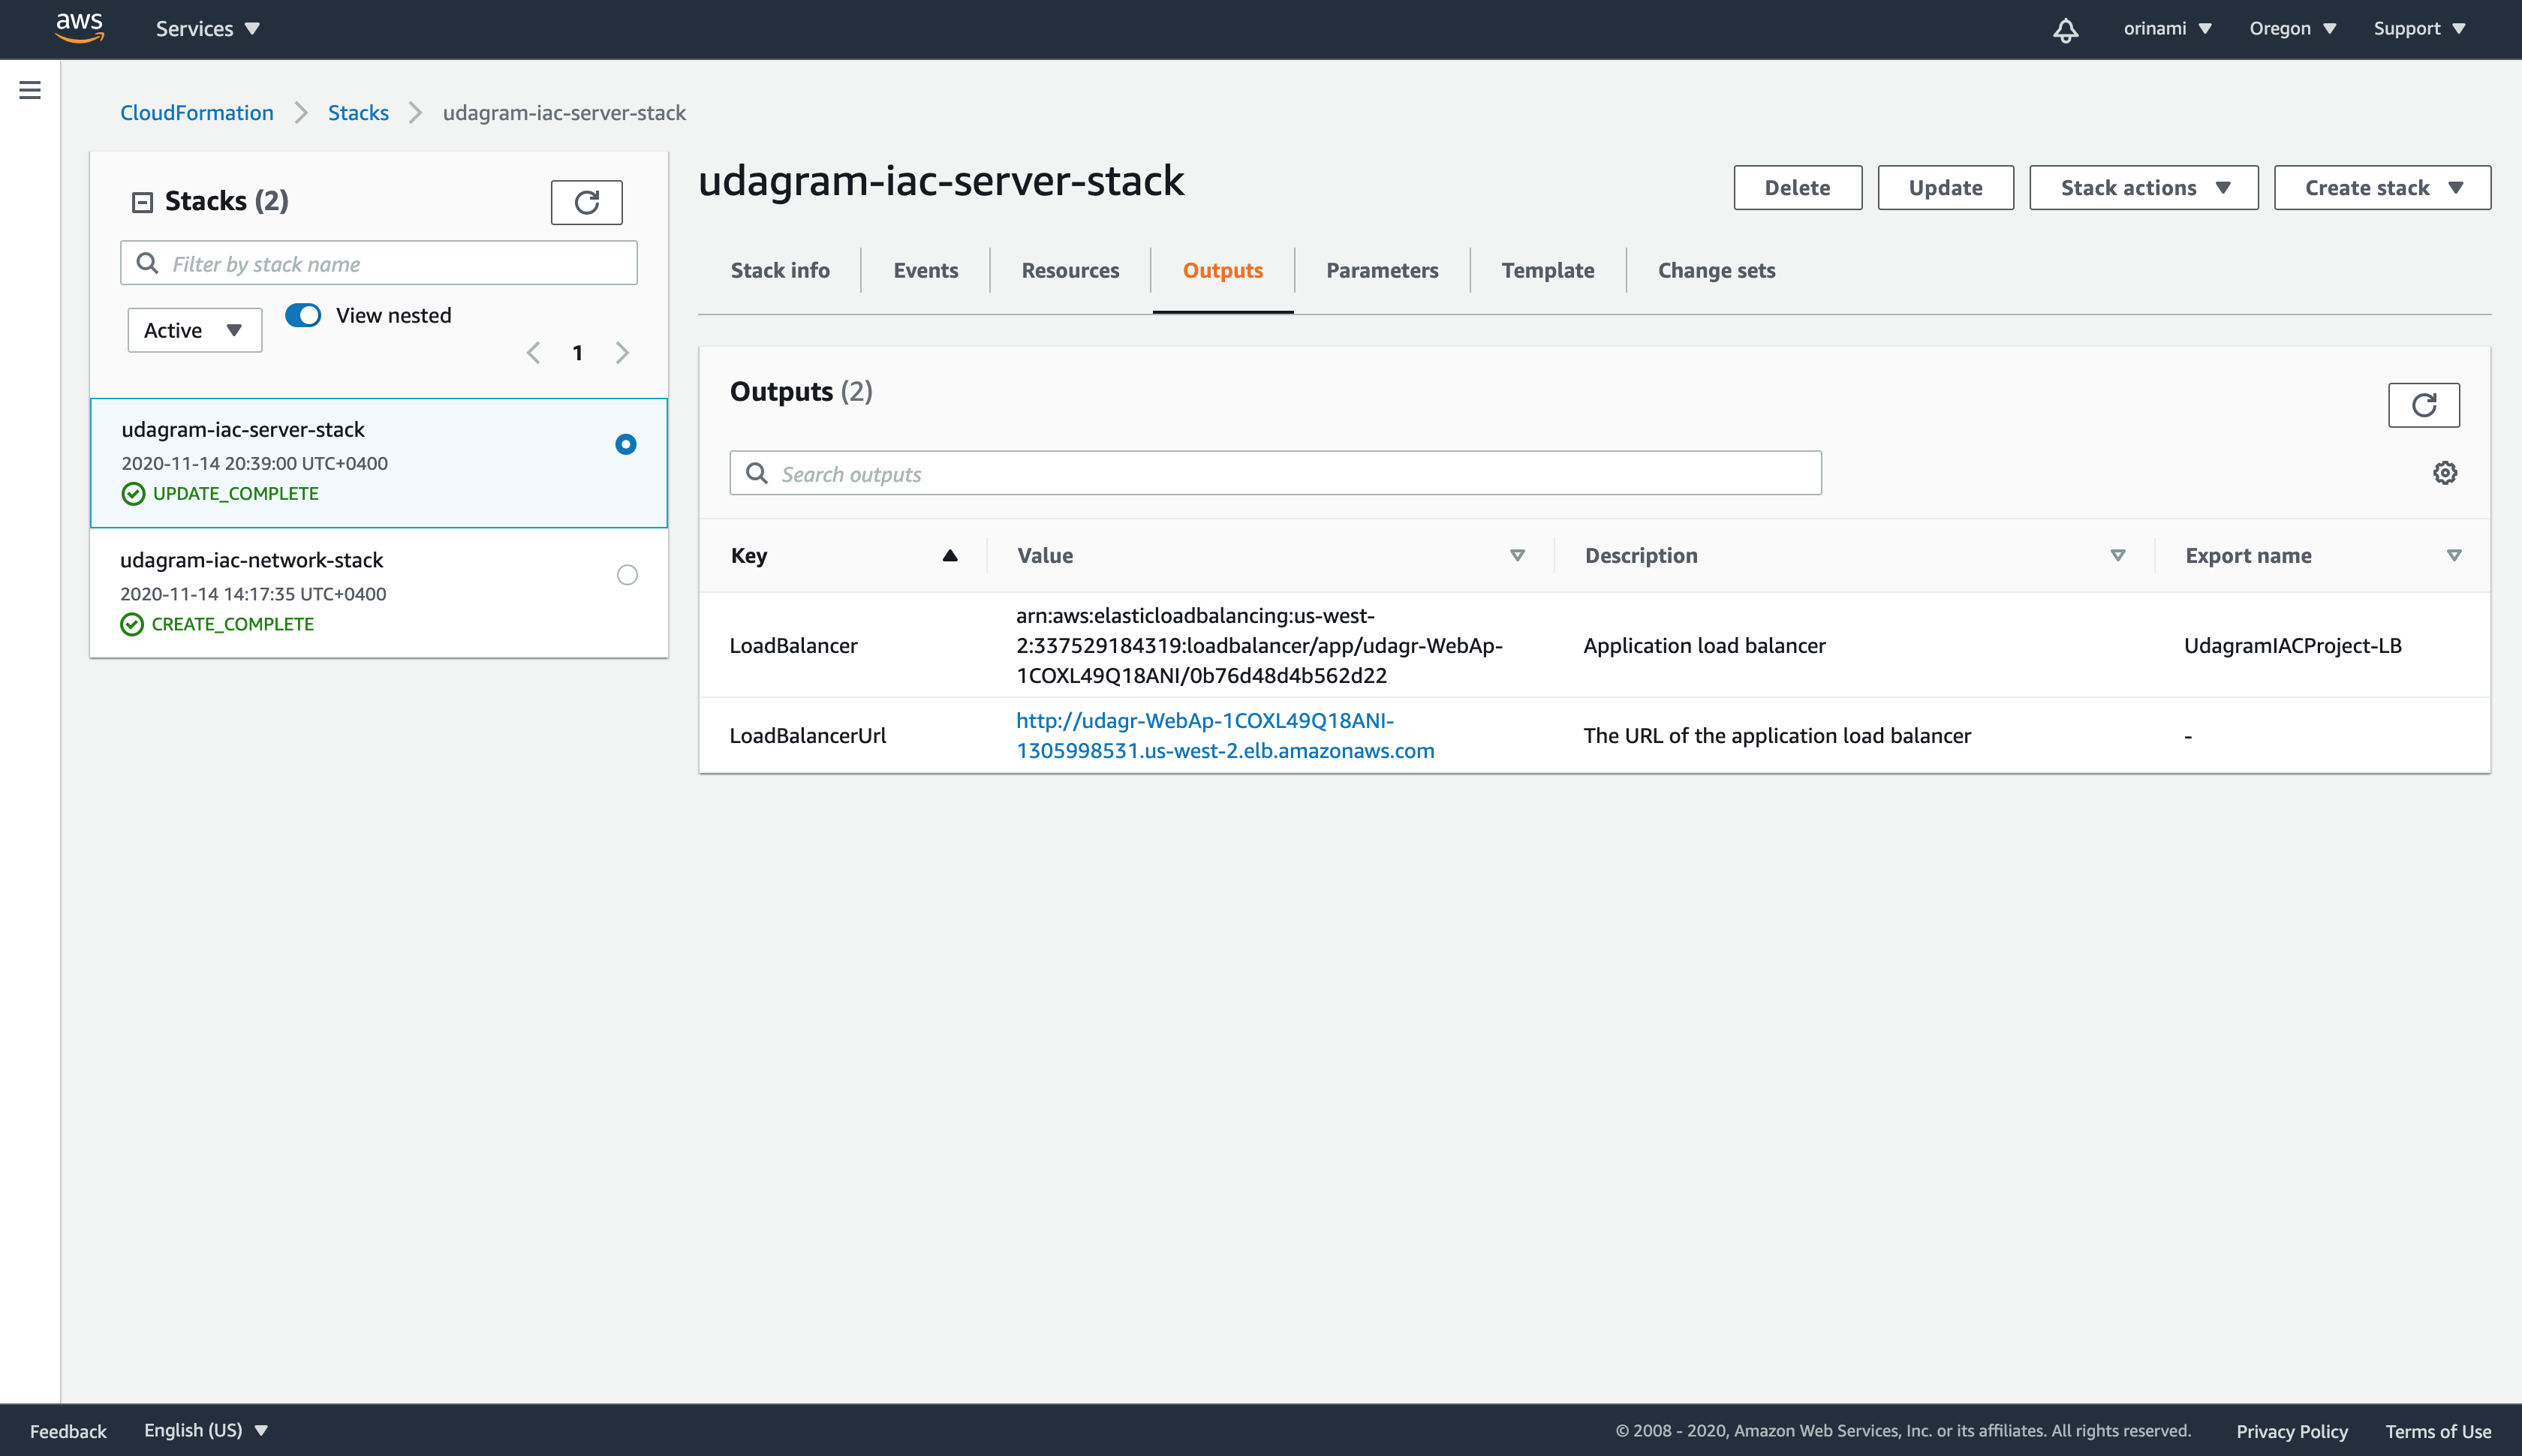 aws
Services
orinami
Oregon
Support
CloudFormation
Stacks
udagram-iac-server-stack
Stacks (2)
Filter by stack name
Active
View nested
1
udagram-iac-server-stack
2020-11-14 20:39:00 UTC+0400
UPDATE_COMPLETE
udagram-iac-network-stack
2020-11-14 14:17:35 UTC+0400
CREATE_COMPLETE
udagram-iac-server-stack
Delete
Update
Stack actions
Create stack
Stack info
Events
Resources
Outputs
Parameters
Template
Change sets
Outputs (2)
Search outputs
Key
Value
Description
Export name
LoadBalancer
arn:aws:elasticloadbalancing:us-west-
2:337529184319:loadbalancer/app/udagr-WebAp-
1COXL49Q18ANI/0b76d48d4b562d22
Application load balancer
UdagramIACProject-LB
LoadBalancerUrl
http://udagr-WebAp-1COXL49Q18ANI-
1305998531.us-west-2.elb.amazonaws.com
The URL of the application load balancer
-
Feedback
English (US)
© 2008 - 2020, Amazon Web Services, Inc. or its affiliates. All rights reserved.
Privacy Policy
Terms of Use